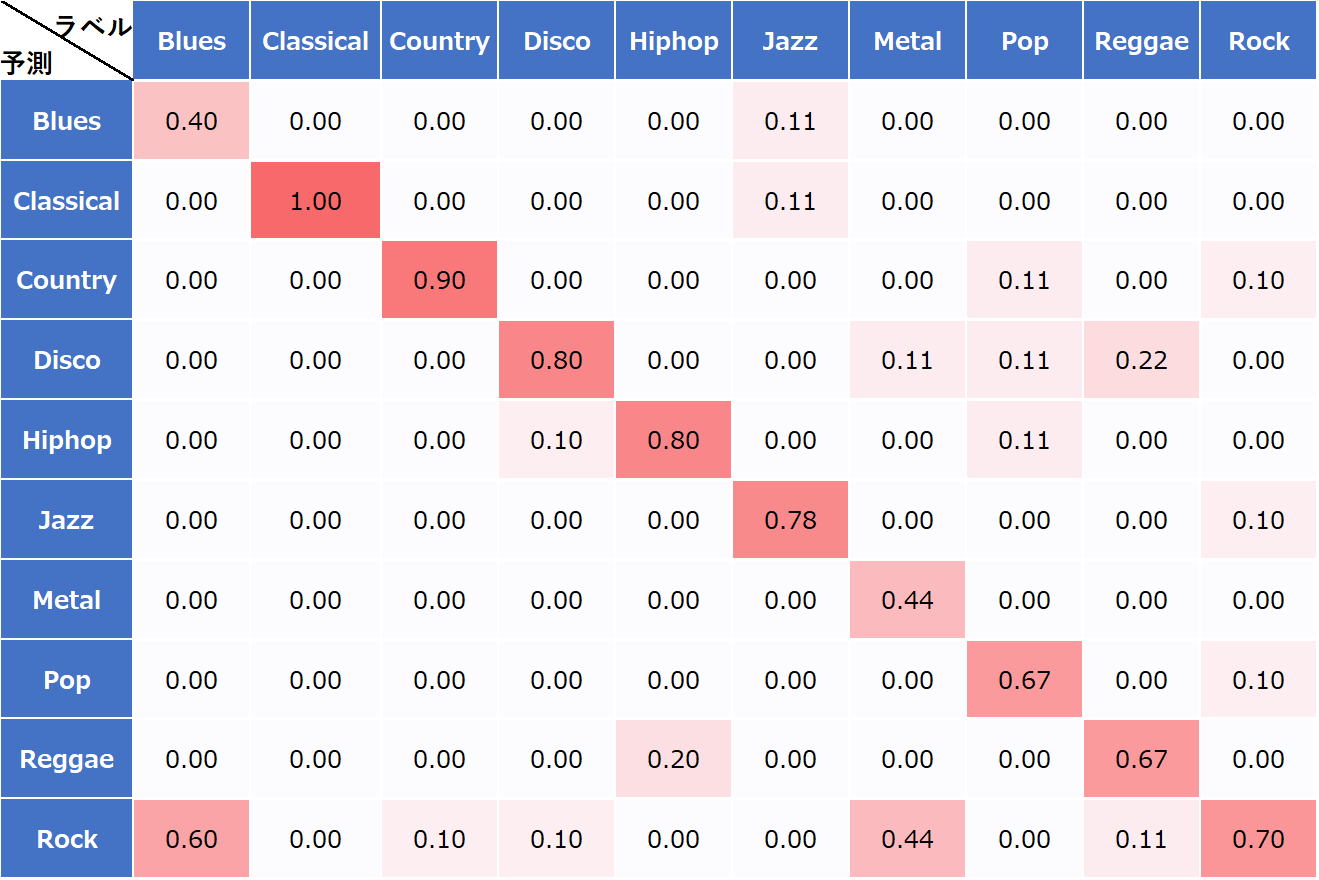 ラベル
予測
Blues Classical Country Disco Hiphop Jazz Metal Pop Reggae Rock
Blues 0.40 0.00 0.00 0.00 0.00 0.11 0.00 0.00 0.00 0.00
Classical 0.00 1.00 0.00 0.00 0.00 0.11 0.00 0.00 0.00 0.00
Country 0.00 0.00 0.90 0.00 0.00 0.00 0.00 0.11 0.00 0.10
Disco 0.00 0.00 0.00 0.80 0.00 0.00 0.11 0.11 0.22 0.00
Hiphop 0.00 0.00 0.00 0.10 0.80 0.00 0.00 0.11 0.00 0.00
Jazz 0.00 0.00 0.00 0.00 0.00 0.78 0.00 0.00 0.00 0.10
Metal 0.00 0.00 0.00 0.00 0.00 0.00 0.44 0.00 0.00 0.00
Pop 0.00 0.00 0.00 0.00 0.00 0.00 0.00 0.67 0.00 0.10
Reggae 0.00 0.00 0.00 0.00 0.20 0.00 0.00 0.00 0.67 0.00
Rock 0.60 0.00 0.10 0.10 0.00 0.00 0.44 0.00 0.11 0.70